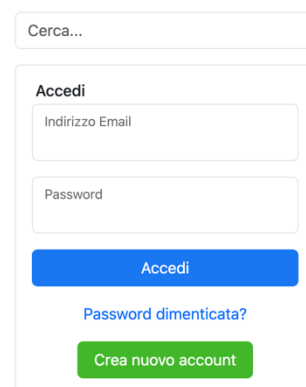 Cerca...
Accedi
Indirizzo Email
Password
Accedi
Password dimenticata?
Crea nuovo account